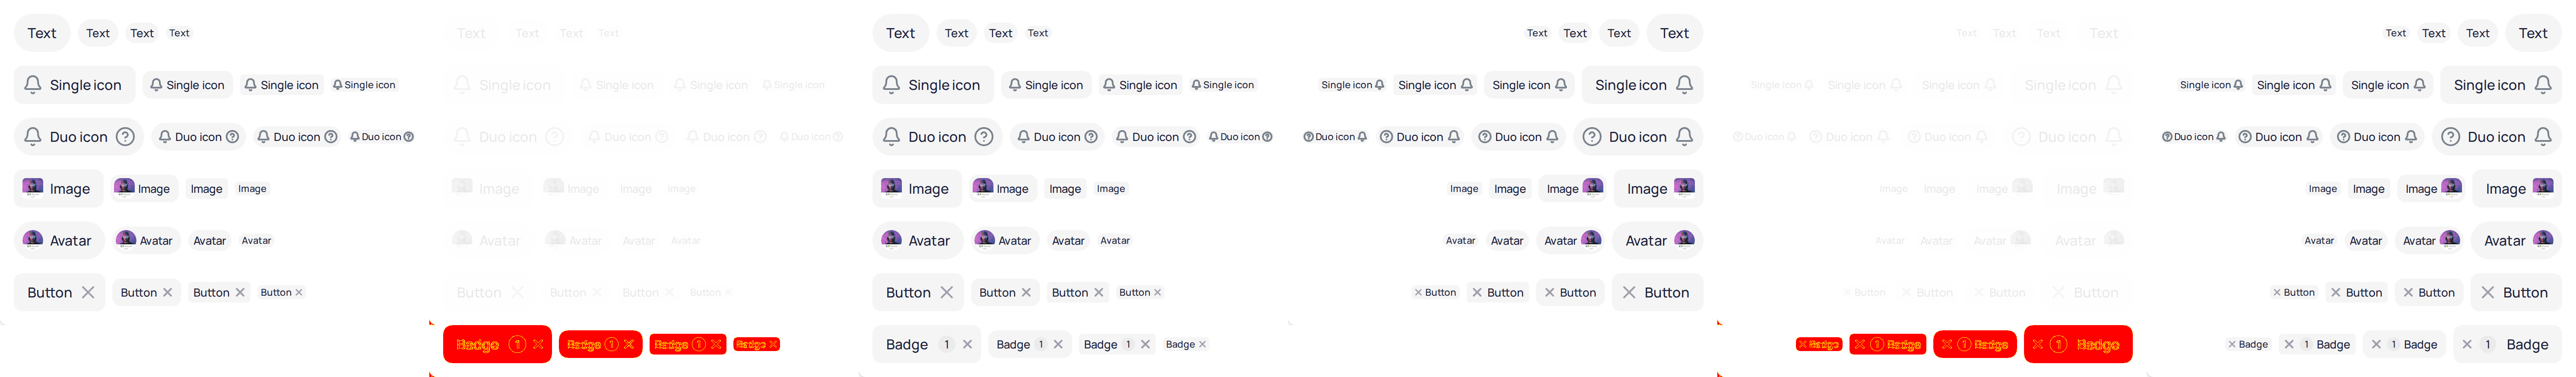 Text Text Text Text
Single icon Single icon Single icon Single icon
Duo icon Duo icon Duo icon Duo icon
Image Image Image Image
Avatar Avatar Avatar Avatar
Button Button Button Button
Text Text Text Text
Single icon Single icon Single icon Single icon
Duo icon Duo icon Duo icon Duo icon
Image Image Image Image
Avatar Avatar Avatar Avatar
Button Button Button Button
Badge 1 Badge 1 Badge 1 Badge
Text Text Text Text
Single icon Single icon Single icon Single icon
Duo icon Duo icon Duo icon Duo icon
Image Image Image Image
Avatar Avatar Avatar Avatar
Button Button Button Button
Badge 1 Badge 1 Badge 1 Badge
Text Text Text Text
Single icon Single icon Single icon Single icon
Duo icon Duo icon Duo icon Duo icon
Image Image Image Image
Avatar Avatar Avatar Avatar
Button Button Button Button
Text Text Text Text
Single icon Single icon Single icon Single icon
Duo icon Duo icon Duo icon Duo icon
Image Image Image Image
Avatar Avatar Avatar Avatar
Button Button Button Button
Badge 1 Badge 1 Badge 1 Badge
Text Text Text Text
Single icon Single icon Single icon Single icon
Duo icon Duo icon Duo icon Duo icon
Image Image Image Image
Avatar Avatar Avatar Avatar
Button Button Button Button
Badge 1 Badge 1 Badge 1 Badge